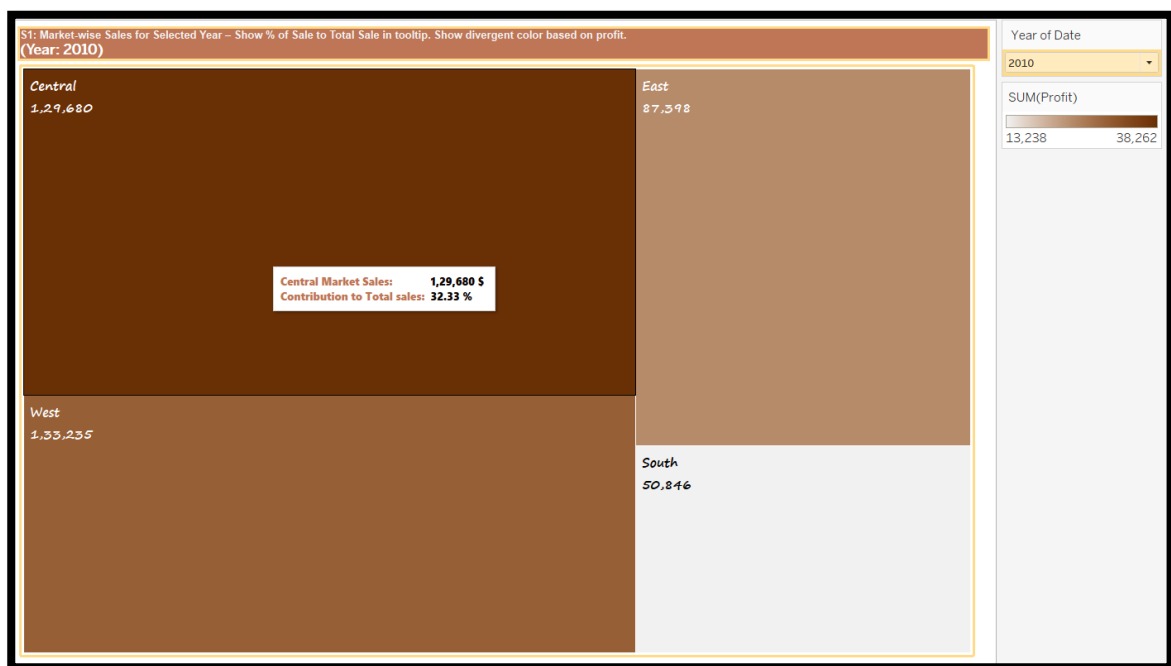 S1: Market-wise Sales for Selected Year – Show % of Sale to Total Sale in tooltip. Show divergent color based on profit.
(Year: 2010)
Central
1,29,680
East
87,398
Central Market Sales: 1,29,680 $
Contribution to Total sales: 32.33 %
West
1,33,235
South
50,846
Year of Date
2010
SUM(Profit)
13,238 38,262